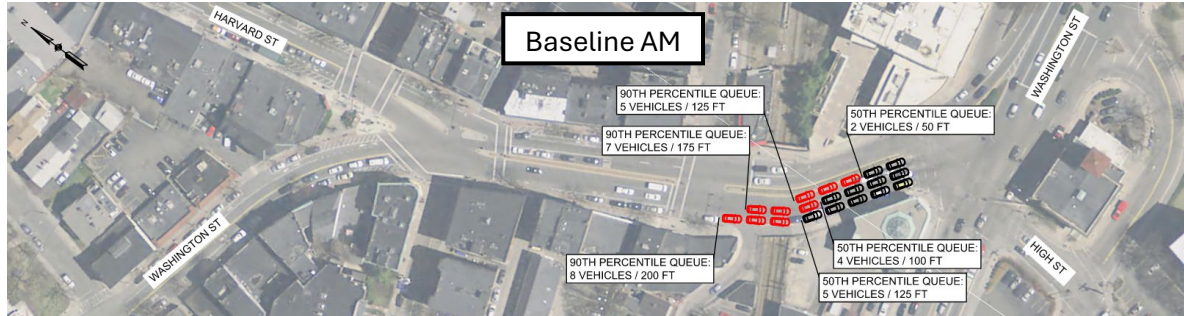 HARVARD ST
Baseline AM
WASHINGTON ST
N
90TH PERCENTILE QUEUE:
5 VEHICLES / 125 FT
50TH PERCENTILE QUEUE:
2 VEHICLES / 50 FT
90TH PERCENTILE QUEUE:
7 VEHICLES / 175 FT
WASHINGTON ST
90TH PERCENTILE QUEUE:
8 VEHICLES / 200 FT
50TH PERCENTILE QUEUE:
4 VEHICLES / 100 FT
50TH PERCENTILE QUEUE:
5 VEHICLES / 125 FT
HIGH ST